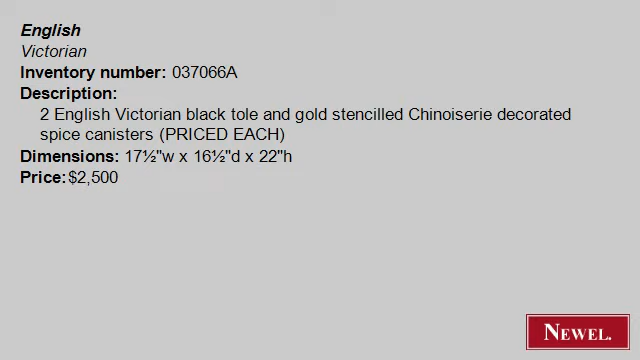 English
Victorian
Inventory number: 037066A
Description:
2 English Victorian black tole and gold stencilled Chinoiserie decorated
spice canisters (PRICED EACH)
Dimensions: 17½"w x 16½"d x 22"h
Price:$2,500
NEWEL.